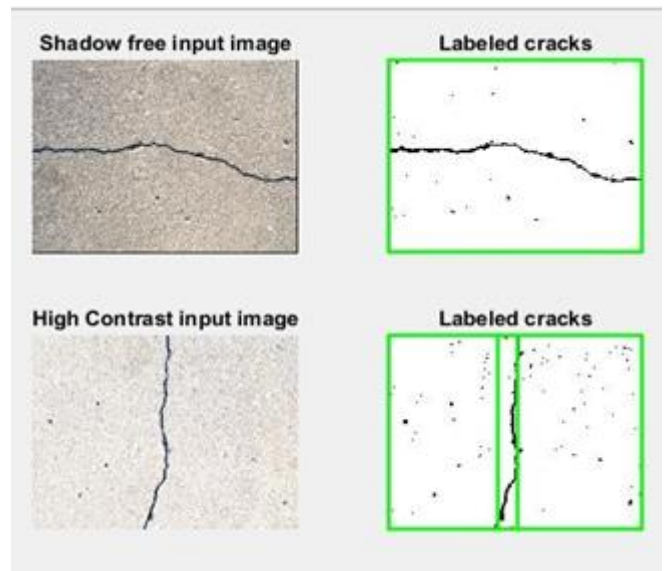 Shadow free input image
Labeled cracks
High Contrast input image
Labeled cracks